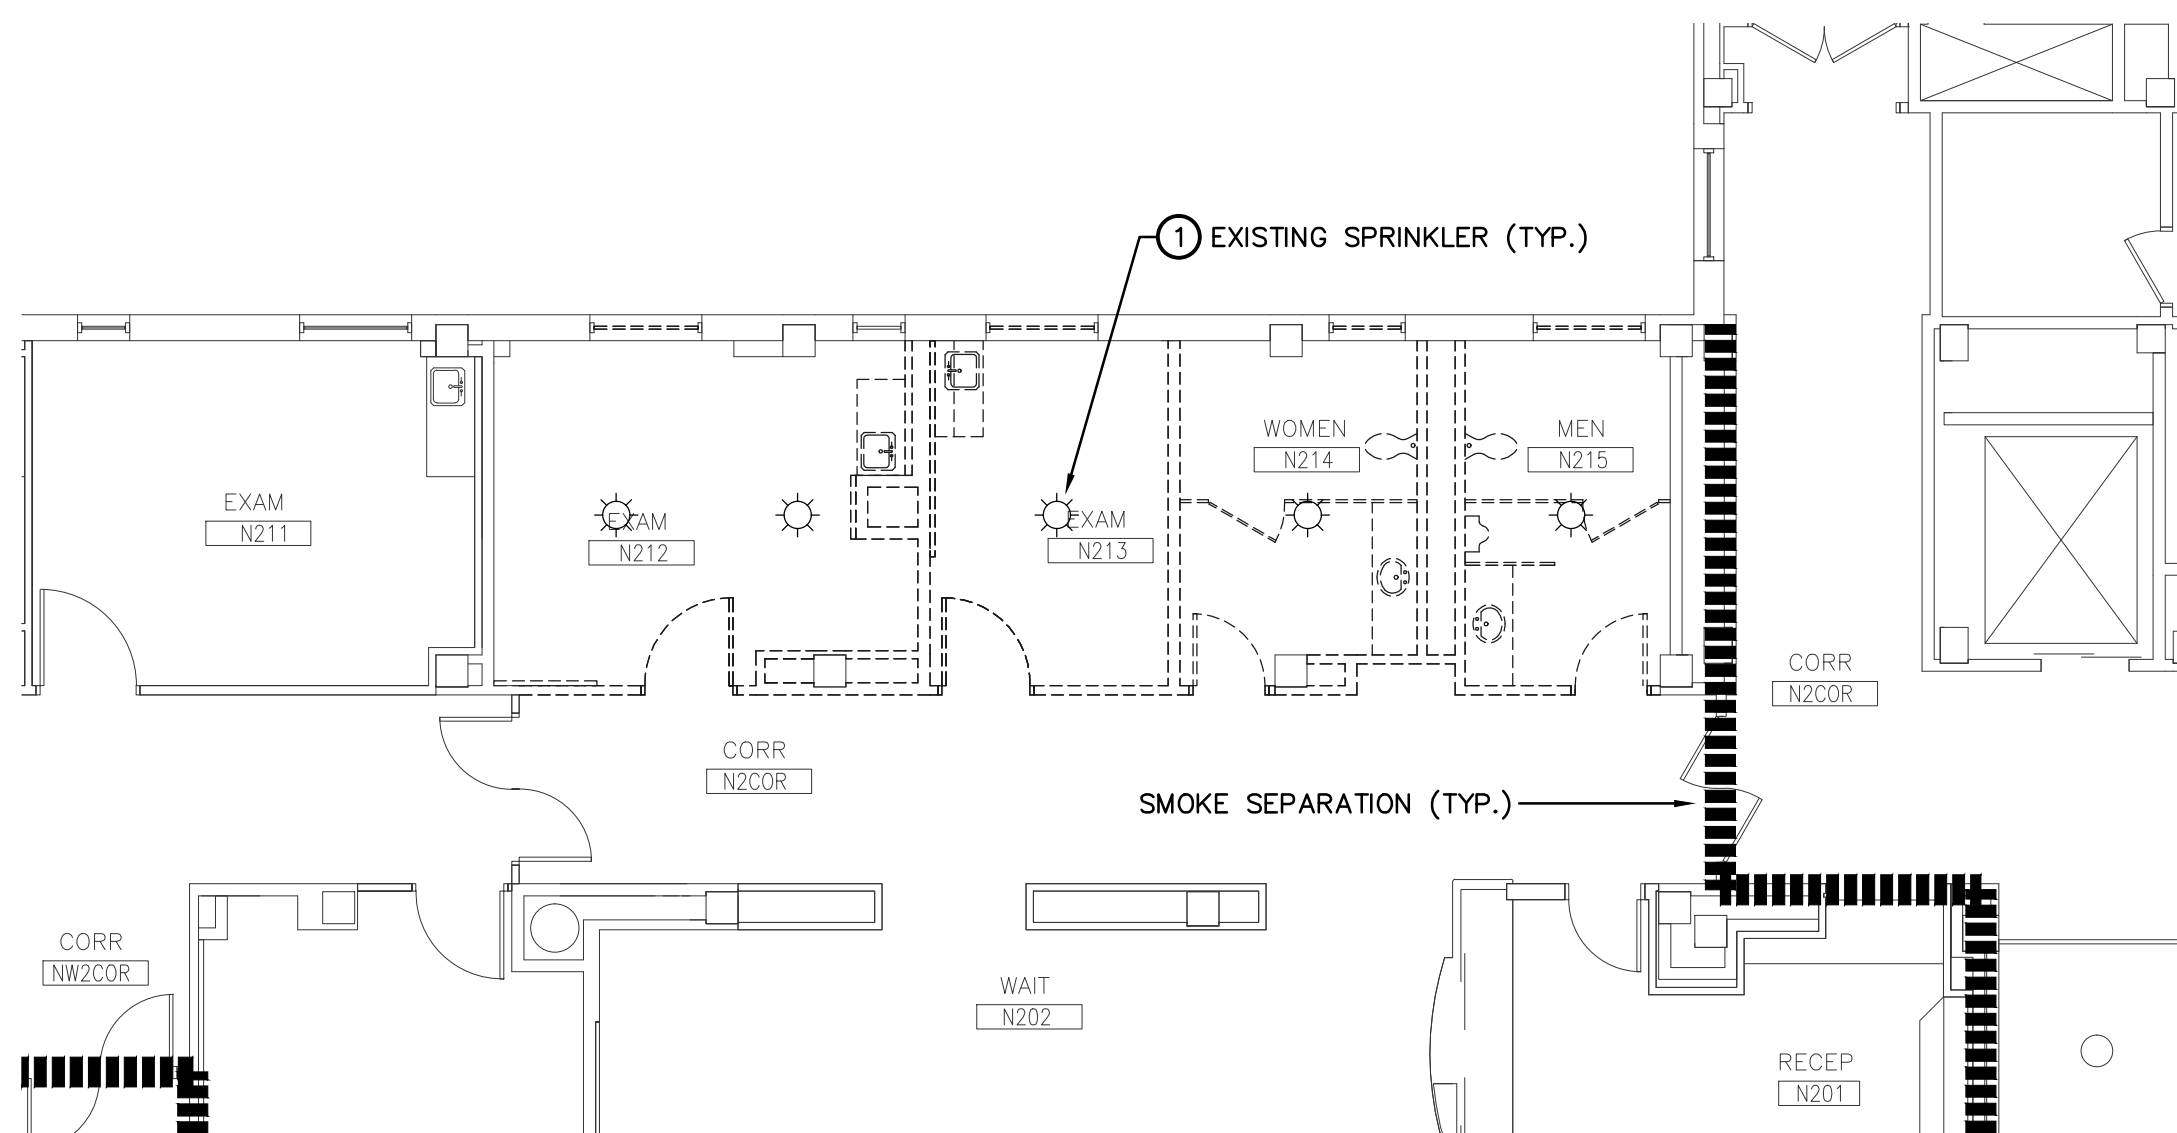 1 EXISTING SPRINKLER (TYP.)
WOMEN
N214
MEN
N215
EXAM
N211
EXAM
N212
EXAM
N213
CORR
N2COR
CORR
N2COR
SMOKE SEPARATION (TYP.)
CORR
NW2COR
WAIT
N202
RECEP
N201